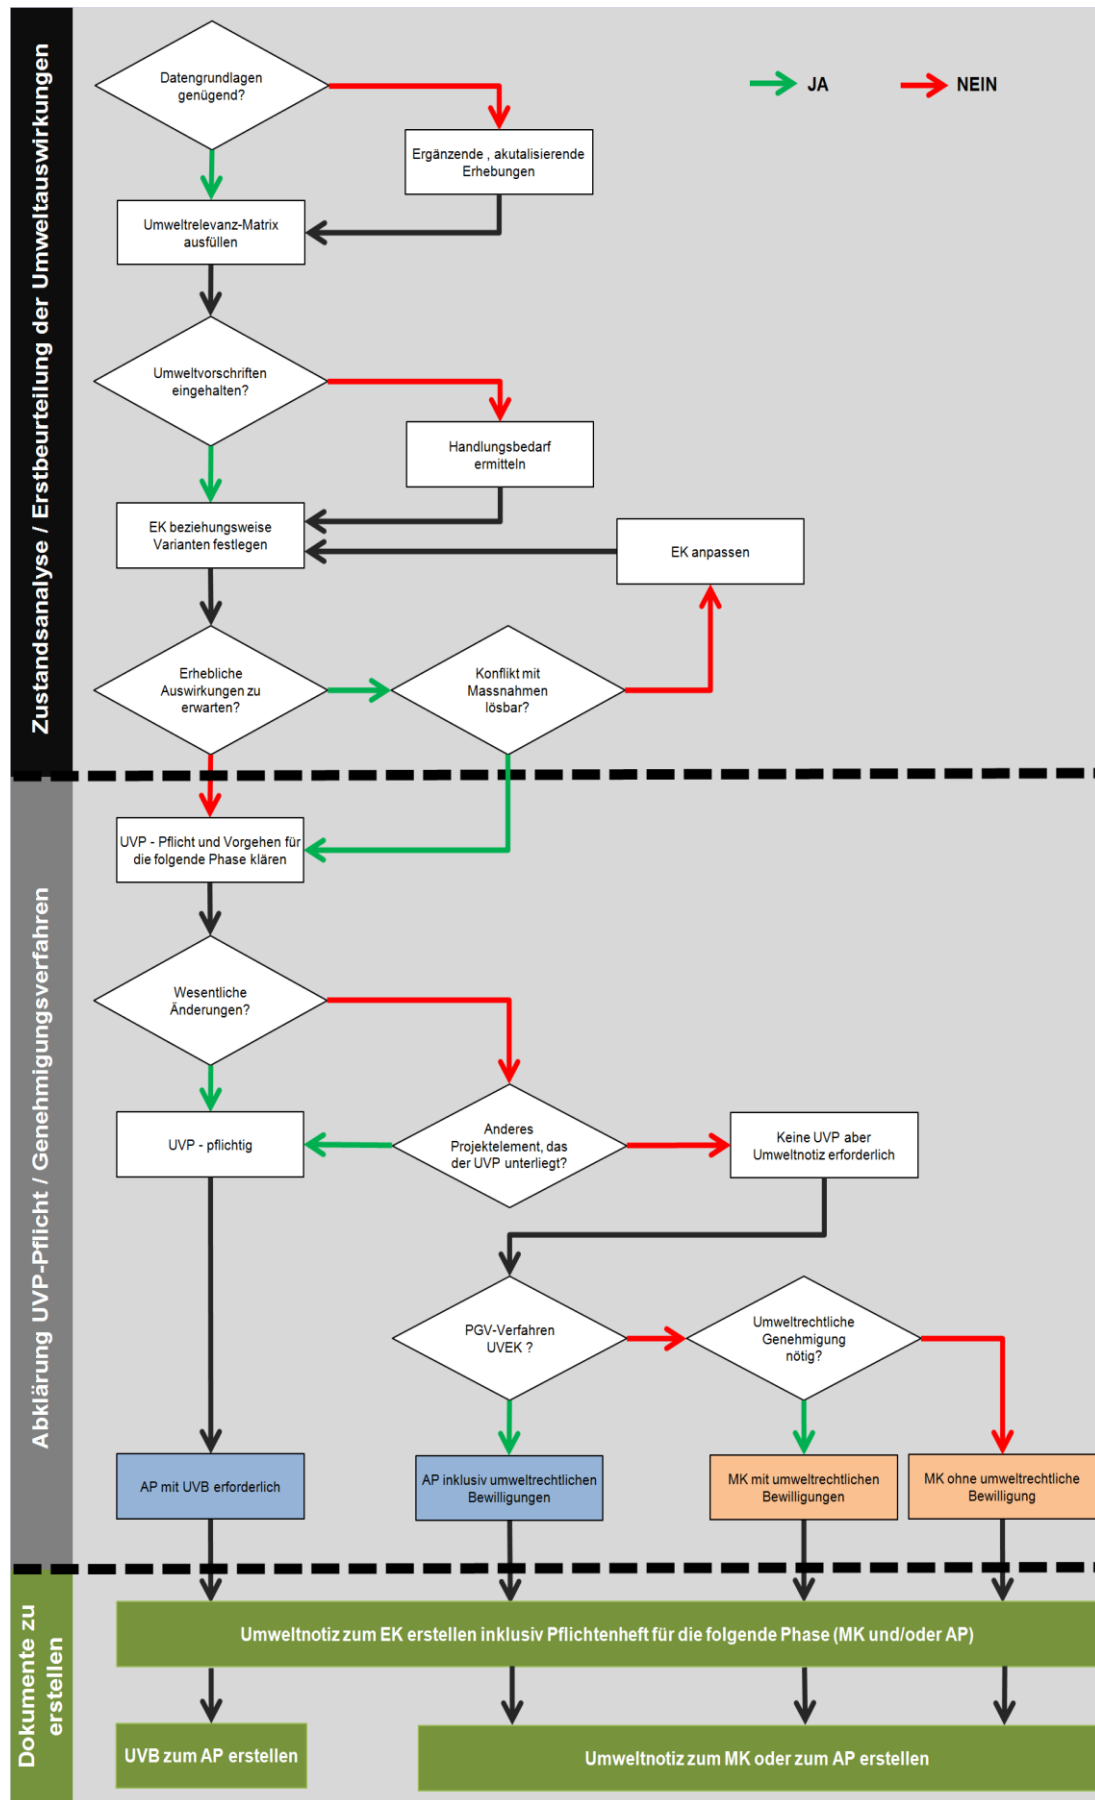 Zustandsanalyse / Erstbeurteilung der Umweltauswirkungen
Datengrundlagen
genügend?
JA
NEIN
Ergänzende , akutalisierende
Erhebungen
Umweltrelevanz-Matrix
ausfüllen
Umweltvorschriften
eingehalten?
Handlungsbedarf
ermitteln
EK beziehungsweise
Varianten festlegen
EK anpassen
Erhebliche
Auswirkungen zu
erwarten?
Konflikt mit
Massnahmen
lösbar?
Abklärung UVP-Pflicht / Genehmigungsverfahren
UVP - Pflicht und Vorgehen für
die folgende Phase klären
Wesentliche
Änderungen?
UVP - pflichtig
Anderes
Projektelement, das
der UVP unterliegt?
Keine UVP aber
Umweltnotiz erforderlich
PGV-Verfahren
UVEK ?
Umweltrechtliche
Genehmigung
nötig?
AP mit UVB erforderlich
AP inklusiv umweltrechtlichen
Bewilligungen
MK mit umweltrechtlichen
Bewilligungen
MK ohne umweltrechtliche
Bewilligung
Dokumente zu
erstellen
Umweltnotiz zum EK erstellen inklusiv Pflichtenheft für die folgende Phase (MK und/oder AP)
UVB zum AP erstellen
Umweltnotiz zum MK oder zum AP erstellen